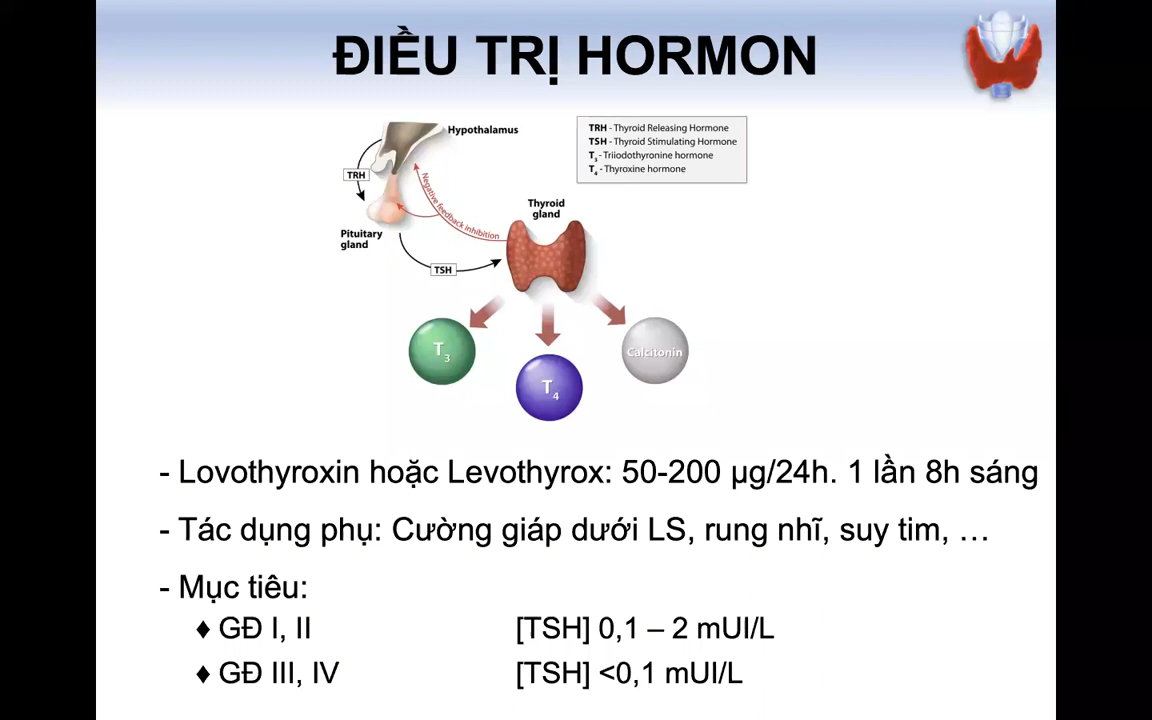 ĐIỀU TRỊ HORMON
Hypothalamus
TRH - Thyroid Releasing Hormone
TSH - Thyroid Stimulating Hormone
T3 - Triiodothyronine hormone
T4 - Thyroxine hormone
TRH
Negative feedback inhibition
Thyroid
gland
Pituitary
gland
TSH
T3
T4
Calcitonin
- Lovothyroxin hoặc Levothyrox: 50-200 µg/24h. 1 lần 8h sáng
- Tác dụng phụ: Cường giáp dưới LS, rung nhĩ, suy tim, …
- Mục tiêu:
♦ GĐ I, II [TSH] 0,1 – 2 mUI/L
♦ GĐ III, IV [TSH] <0,1 mUI/L